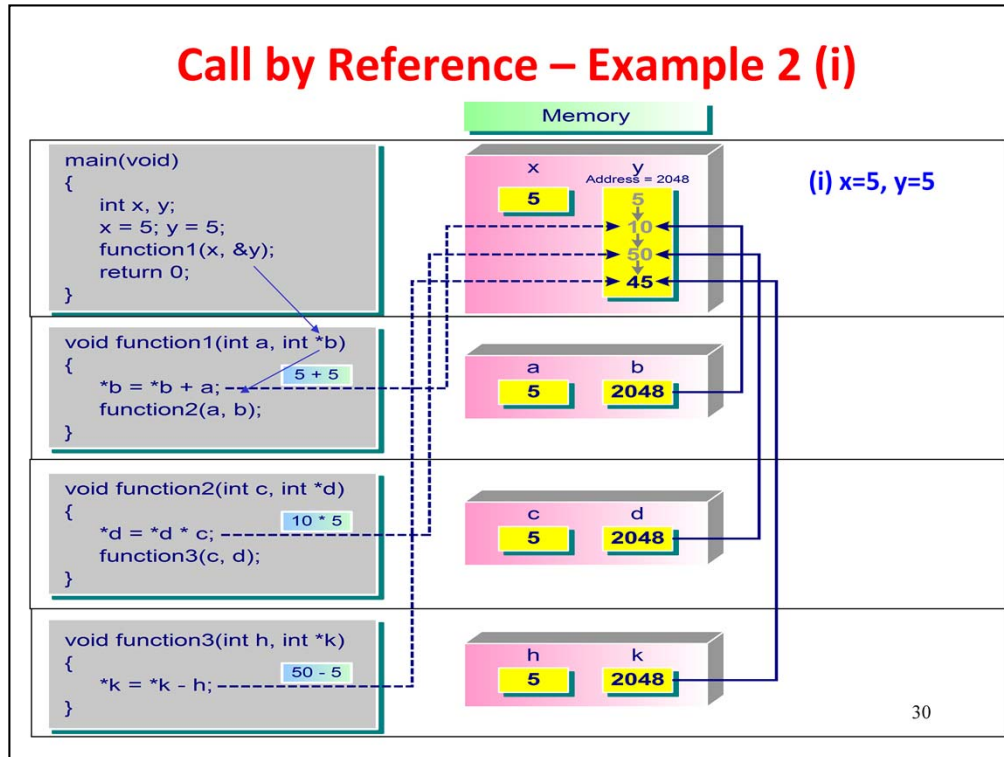 Call by Reference – Example 2 (i)
Memory
main(void)
{
int x, y;
x = 5; y = 5;
function1(x, &y);
return 0;
}
x
y
Address = 2048
5
5
10
50
45
(i) x=5, y=5
void function1(int a, int *b)
{
5 + 5
*b = *b + a;
function2(a, b);
}
a
b
5
2048
void function2(int c, int *d)
{
10 * 5
*d = *d * c;
function3(c, d);
}
c
d
5
2048
void function3(int h, int *k)
{
50 - 5
*k = *k - h;
}
h
k
5
2048
30